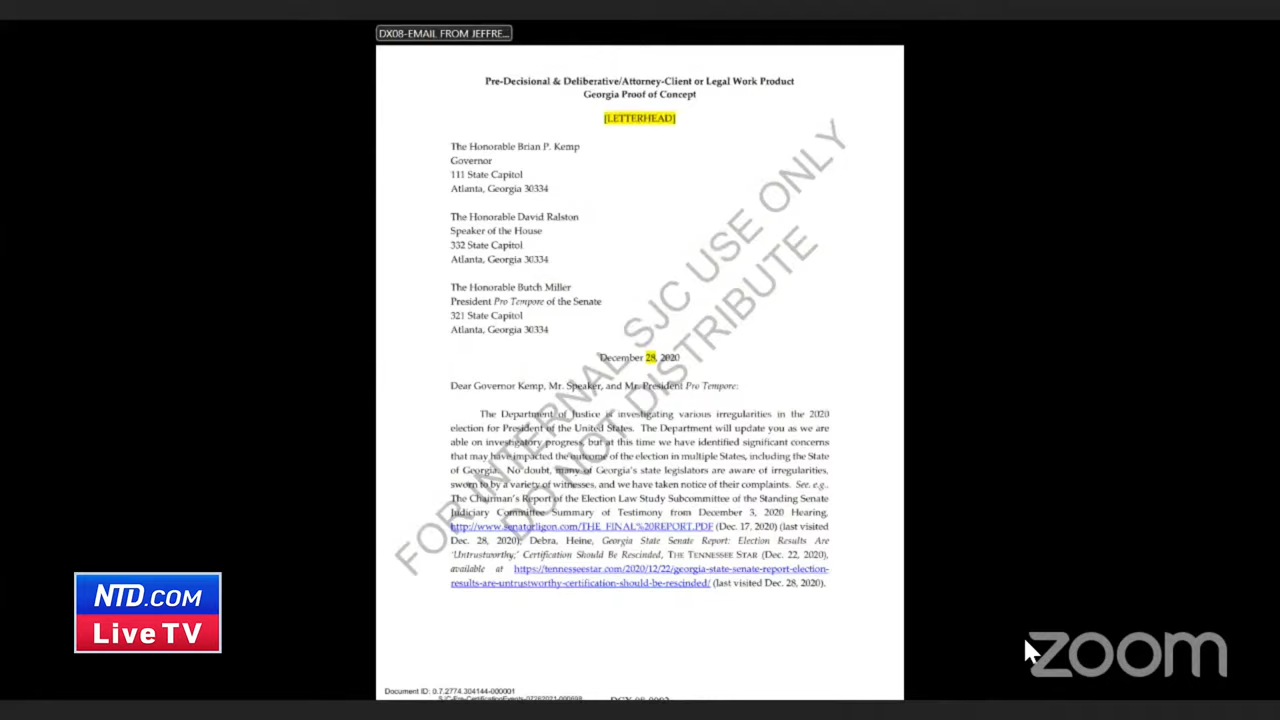 DX08-EMAIL FROM JEFFRE...
Pre-Decisional & Deliberative/Attorney-Client or Legal Work Product
Georgia Proof of Concept
[LETTERHEAD]
The Honorable Brian P. Kemp
Governor
111 State Capitol
Atlanta, Georgia 30334
The Honorable David Ralston
Speaker of the House
332 State Capitol
Atlanta, Georgia 30334
The Honorable Butch Miller
President Pro Tempore of the Senate
321 State Capitol
Atlanta, Georgia 30334
December 28, 2020
Dear Governor Kemp, Mr. Speaker, and Mr. President Pro Tempore:
The Department of Justice is investigating various irregularities in the 2020
election for President of the United States. The Department will update you as we are
able on investigatory progress, but at this time we have identified significant concerns
that may have impacted the outcome of the election in multiple States, including the State
of Georgia. No doubt, many of Georgia's state legislators are aware of irregularities,
sworn to by a variety of witnesses, and we have taken notice of their complaints. See, e.g.,
The Chairman's Report of the Election Law Study Subcommittee of the Standing Senate
Judiciary Committee Summary of Testimony from December 3, 2020 Hearing,
http://www.senatorligon.com/THE_FINAL%20REPORT.PDF (Dec. 17, 2020) (last visited
Dec. 28, 2020); Debra, Heine, Georgia State Senate Report: Election Results Are
'Untrustworthy;' Certification Should Be Rescinded, THE TENNESSEE STAR (Dec. 22, 2020),
available at https://tennesseestar.com/2020/12/22/georgia-state-senate-report-election-
results-are-untrustworthy-certification-should-be-rescinded/ (last visited Dec. 28, 2020).
FOR INTERNAL SJC USE ONLY
DO NOT DISTRIBUTE
Document ID: 0.7.2774.304144-000001
NTD.COM
Live TV
zoom